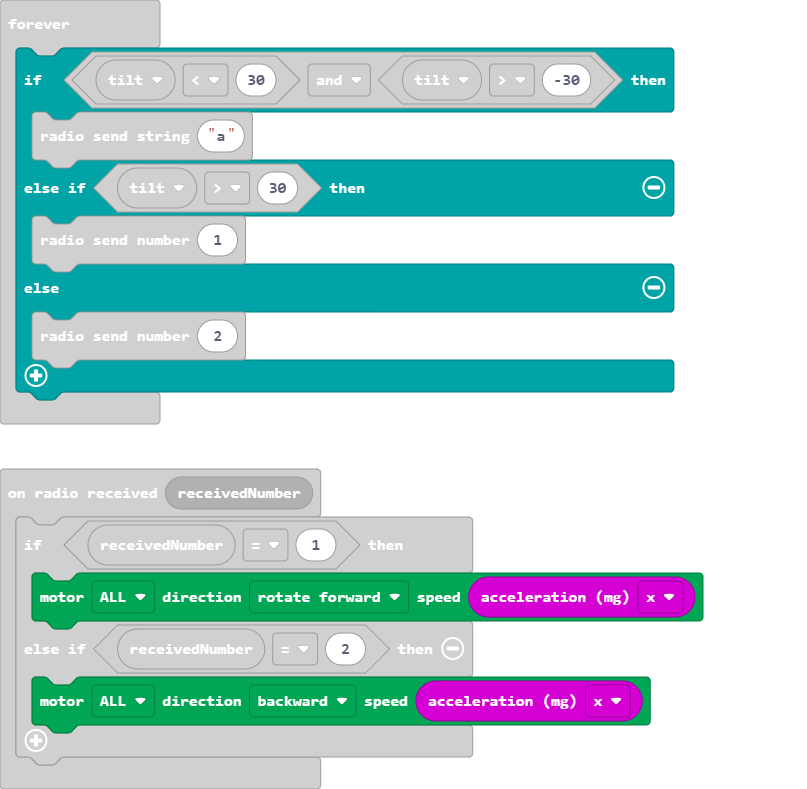 forever
if tilt < 30 and tilt > -30 then
radio send string "a"
else if tilt > 30 then
radio send number 1
else
radio send number 2
on radio received receivedNumber
if receivedNumber = 1 then
motor ALL direction rotate forward speed acceleration (mg) x
else if receivedNumber = 2 then
motor ALL direction backward speed acceleration (mg) x